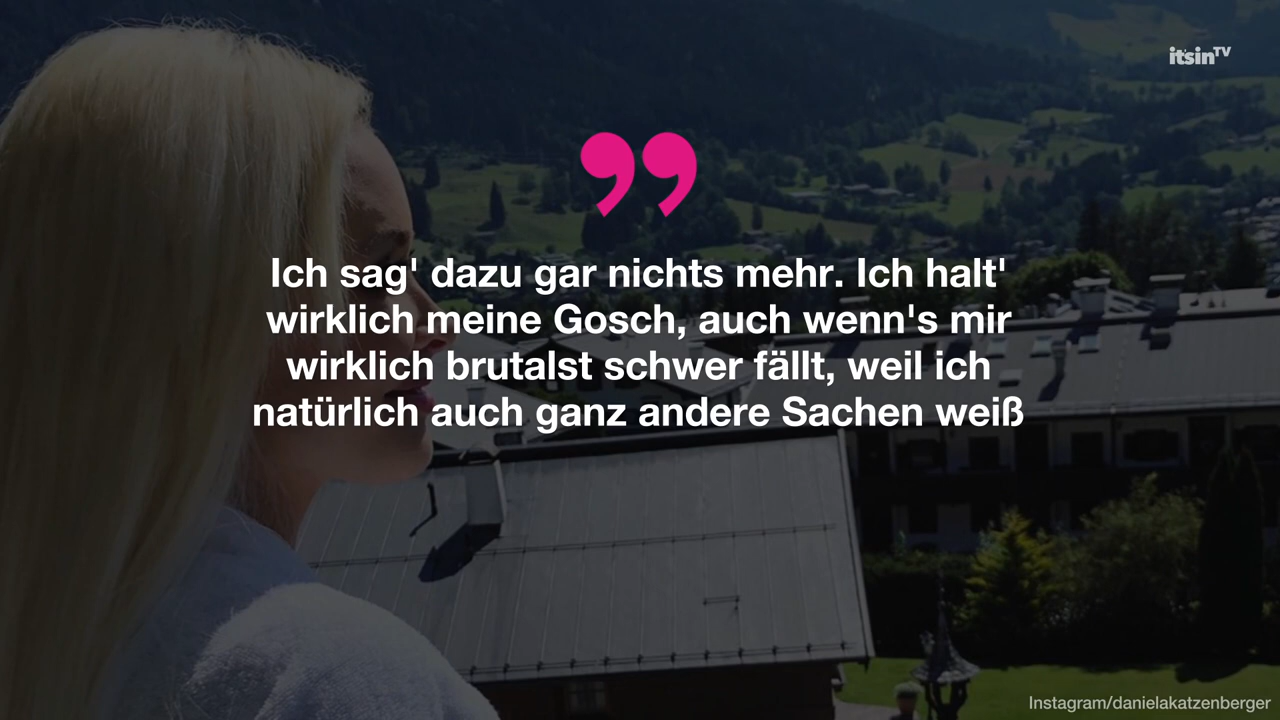 itsinTV
Ich sag' dazu gar nichts mehr. Ich halt'
wirklich meine Gosch, auch wenn's mir
wirklich brutalst schwer fällt, weil ich
natürlich auch ganz andere Sachen weiß
Instagram/danielakatzenberger